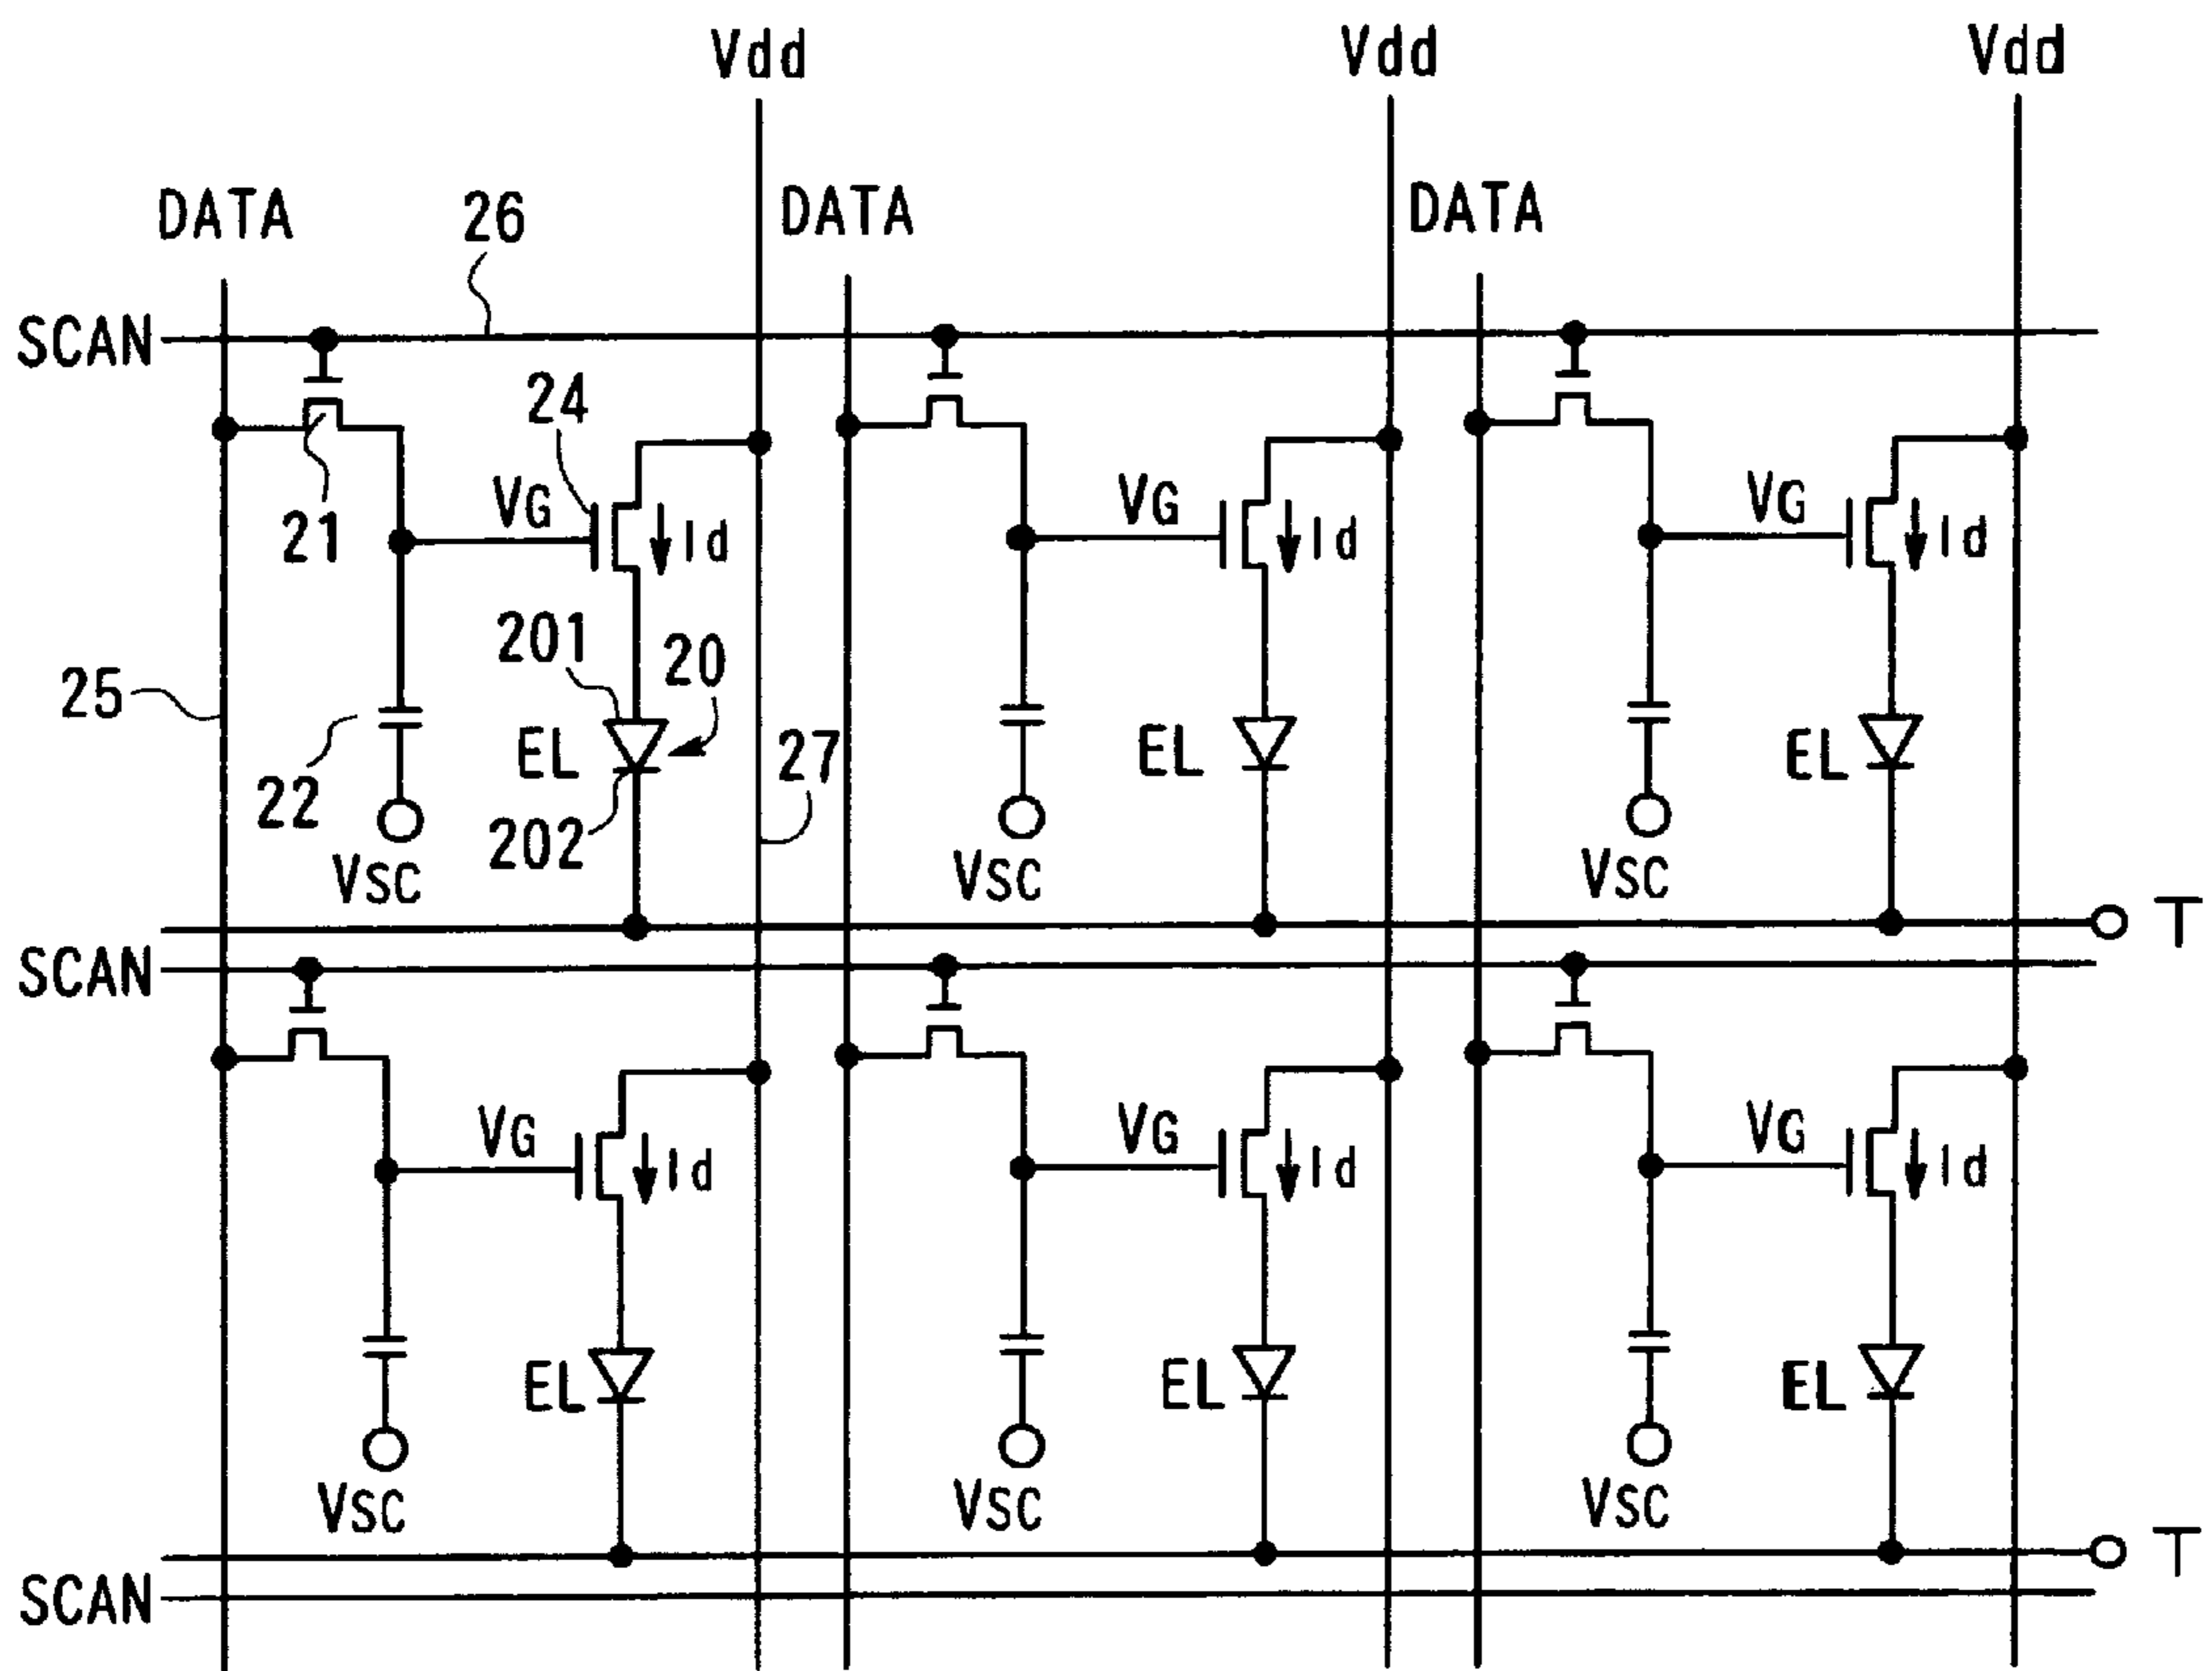 Vdd Vdd Vdd
DATA 26 DATA DATA
SCAN
24
21 VG Id VG Id VG Id
201 20
25 22 EL 27 EL EL
202
VSC VSC VSC
T
SCAN
VG Id VG Id VG Id
EL EL EL
VSC VSC VSC
T
SCAN